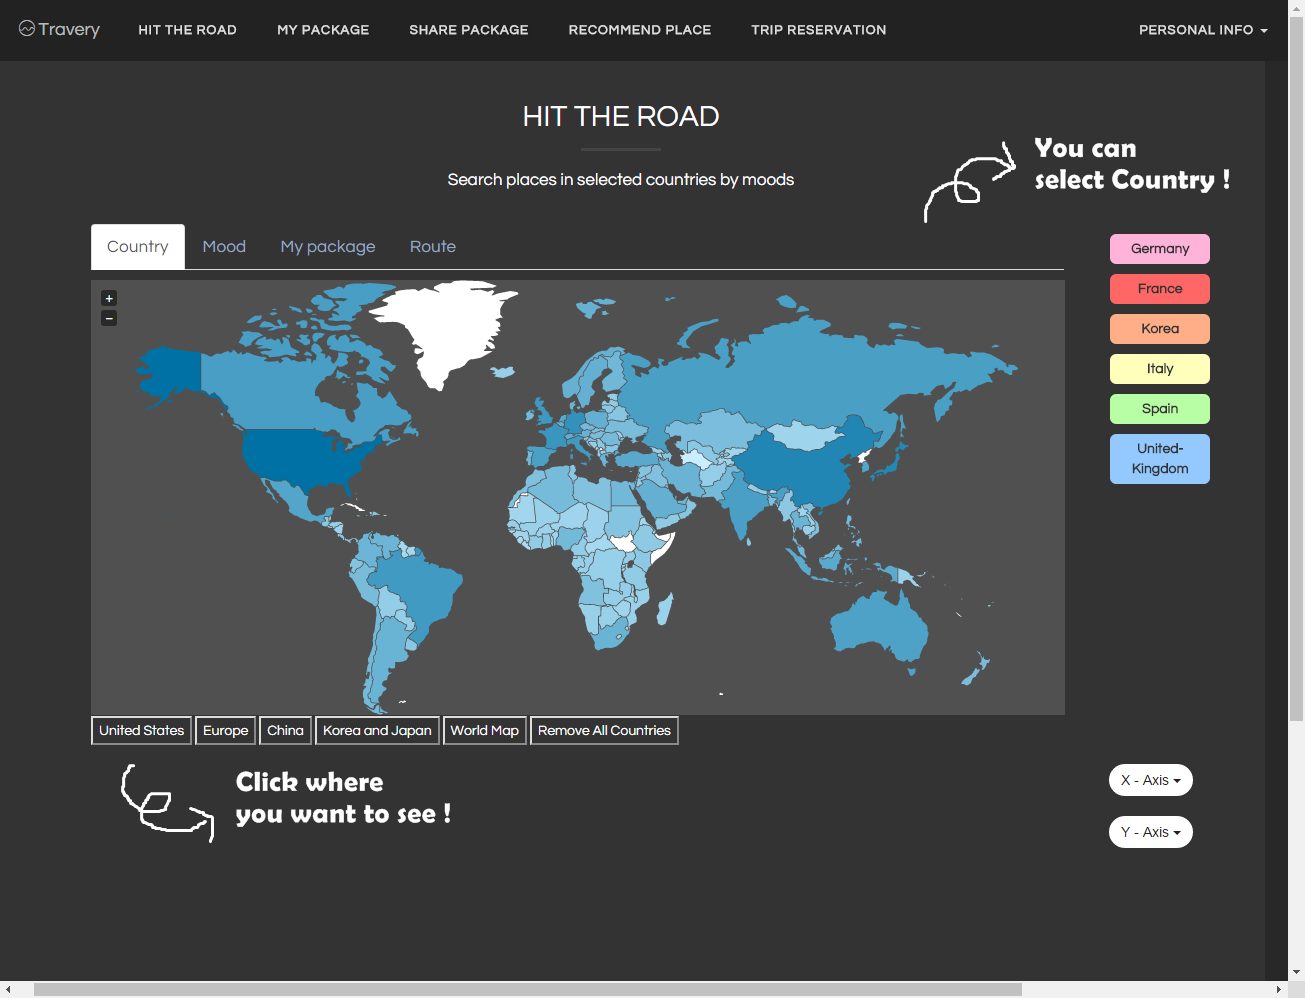 Travery
HIT THE ROAD
MY PACKAGE
SHARE PACKAGE
RECOMMEND PLACE
TRIP RESERVATION
PERSONAL INFO
HIT THE ROAD
Search places in selected countries by moods
You can
select Country !
Country
Mood
My package
Route
+
−
Germany
France
Korea
Italy
Spain
United-
Kingdom
United States
Europe
China
Korea and Japan
World Map
Remove All Countries
Click where
you want to see !
X - Axis
Y - Axis